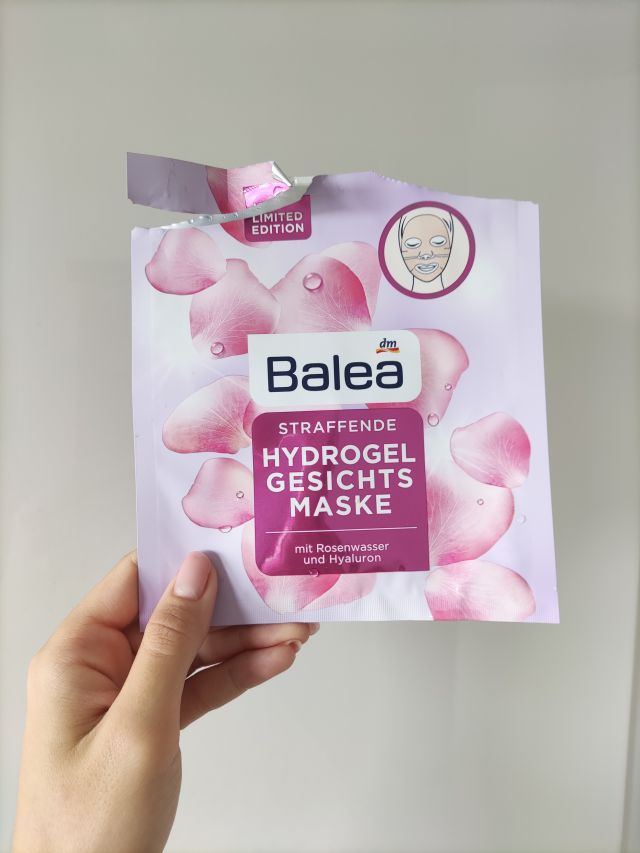 LIMITED
EDITION
dm
Balea
STRAFFENDE
HYDROGEL
GESICHTS
MASKE
mit Rosenwasser
und Hyaluron